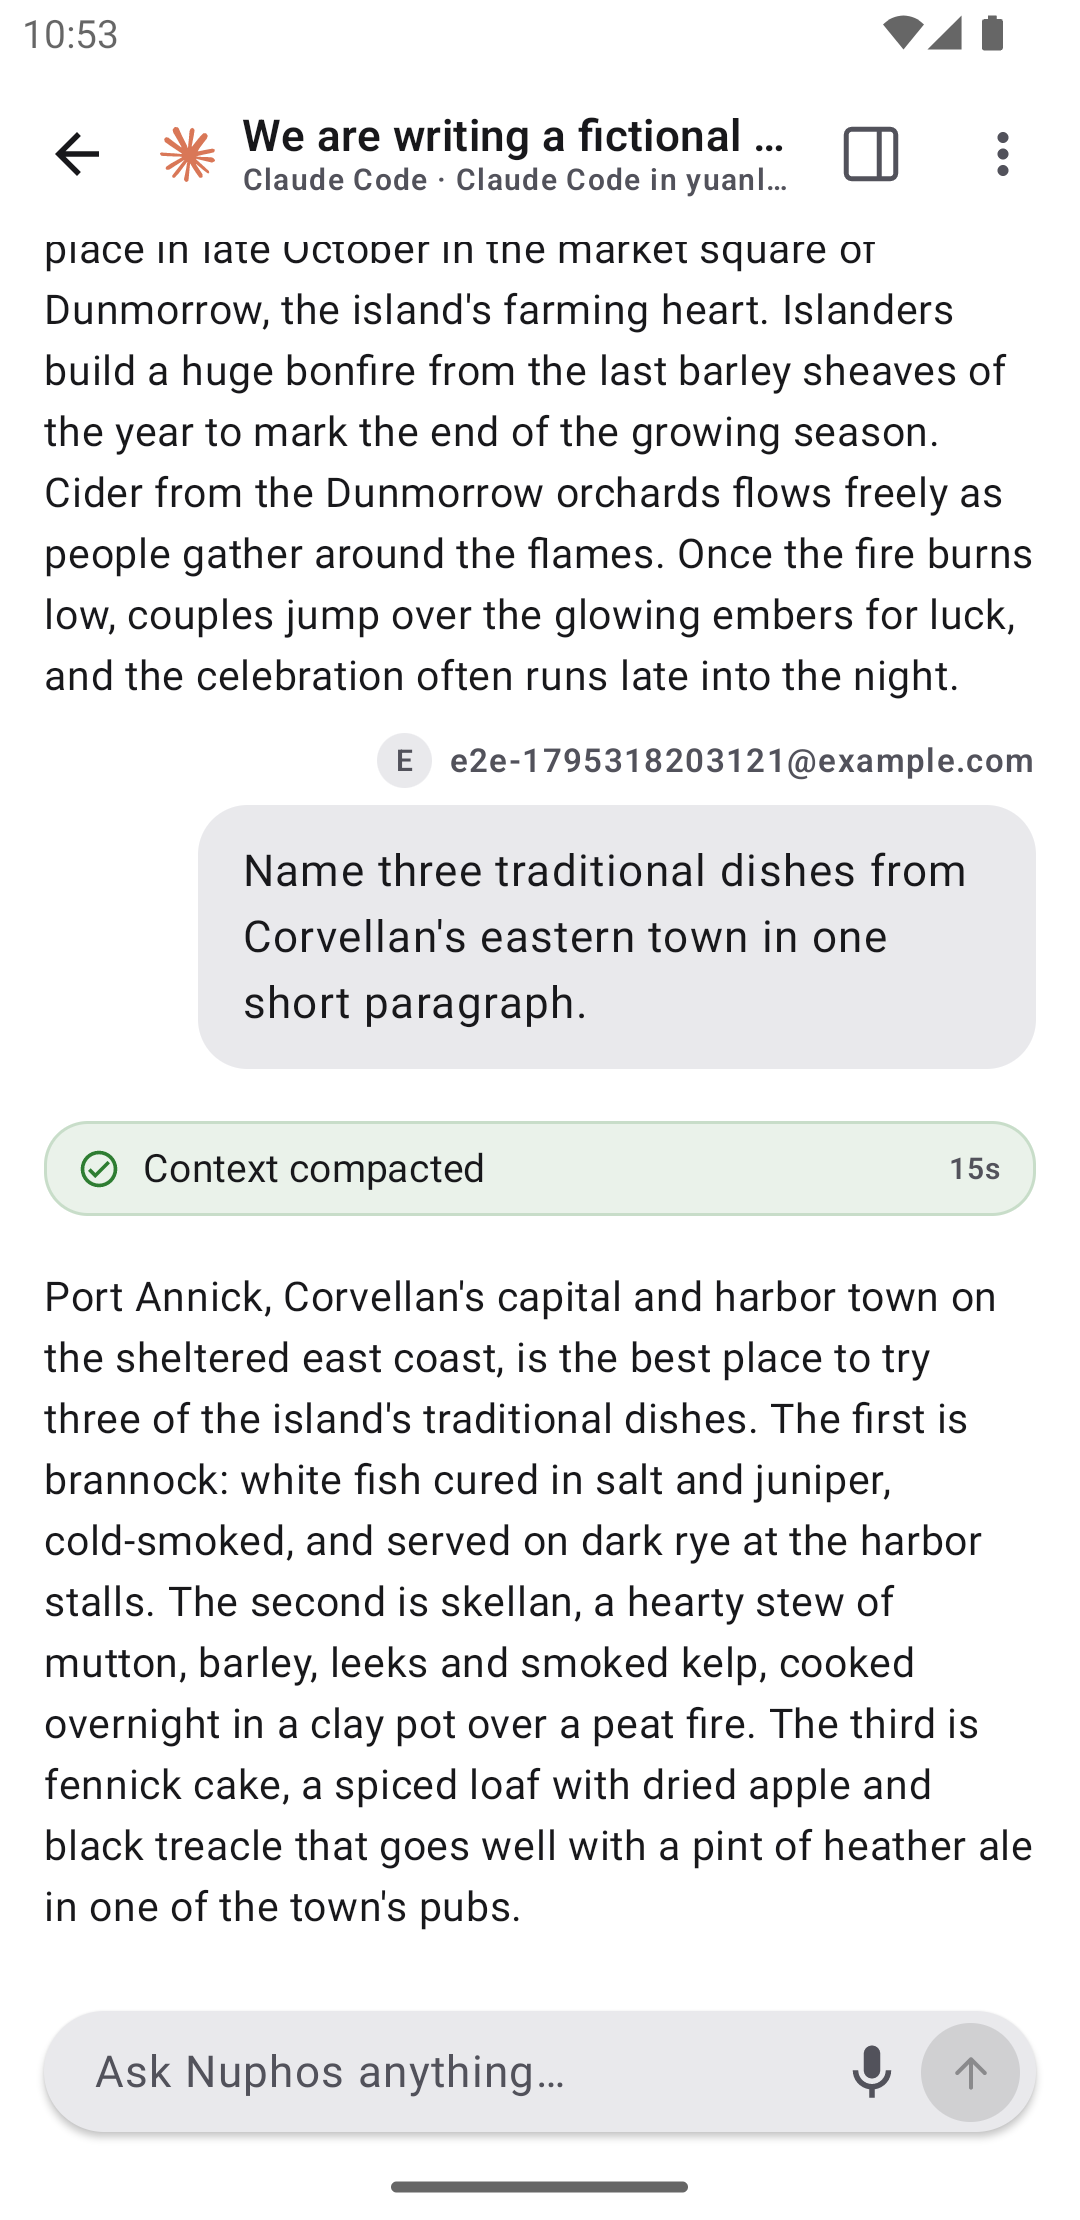 10:53
We are writing a fictional ...
Claude Code · Claude Code in yuanl...
place in late October in the market square of
Dunmorrow, the island's farming heart. Islanders
build a huge bonfire from the last barley sheaves of
the year to mark the end of the growing season.
Cider from the Dunmorrow orchards flows freely as
people gather around the flames. Once the fire burns
low, couples jump over the glowing embers for luck,
and the celebration often runs late into the night.
E e2e-1795318203121@example.com
Name three traditional dishes from
Corvellan's eastern town in one
short paragraph.
Context compacted 15s
Port Annick, Corvellan's capital and harbor town on
the sheltered east coast, is the best place to try
three of the island's traditional dishes. The first is
brannock: white fish cured in salt and juniper,
cold-smoked, and served on dark rye at the harbor
stalls. The second is skellan, a hearty stew of
mutton, barley, leeks and smoked kelp, cooked
overnight in a clay pot over a peat fire. The third is
fennick cake, a spiced loaf with dried apple and
black treacle that goes well with a pint of heather ale
in one of the town's pubs.
Ask Nuphos anything...